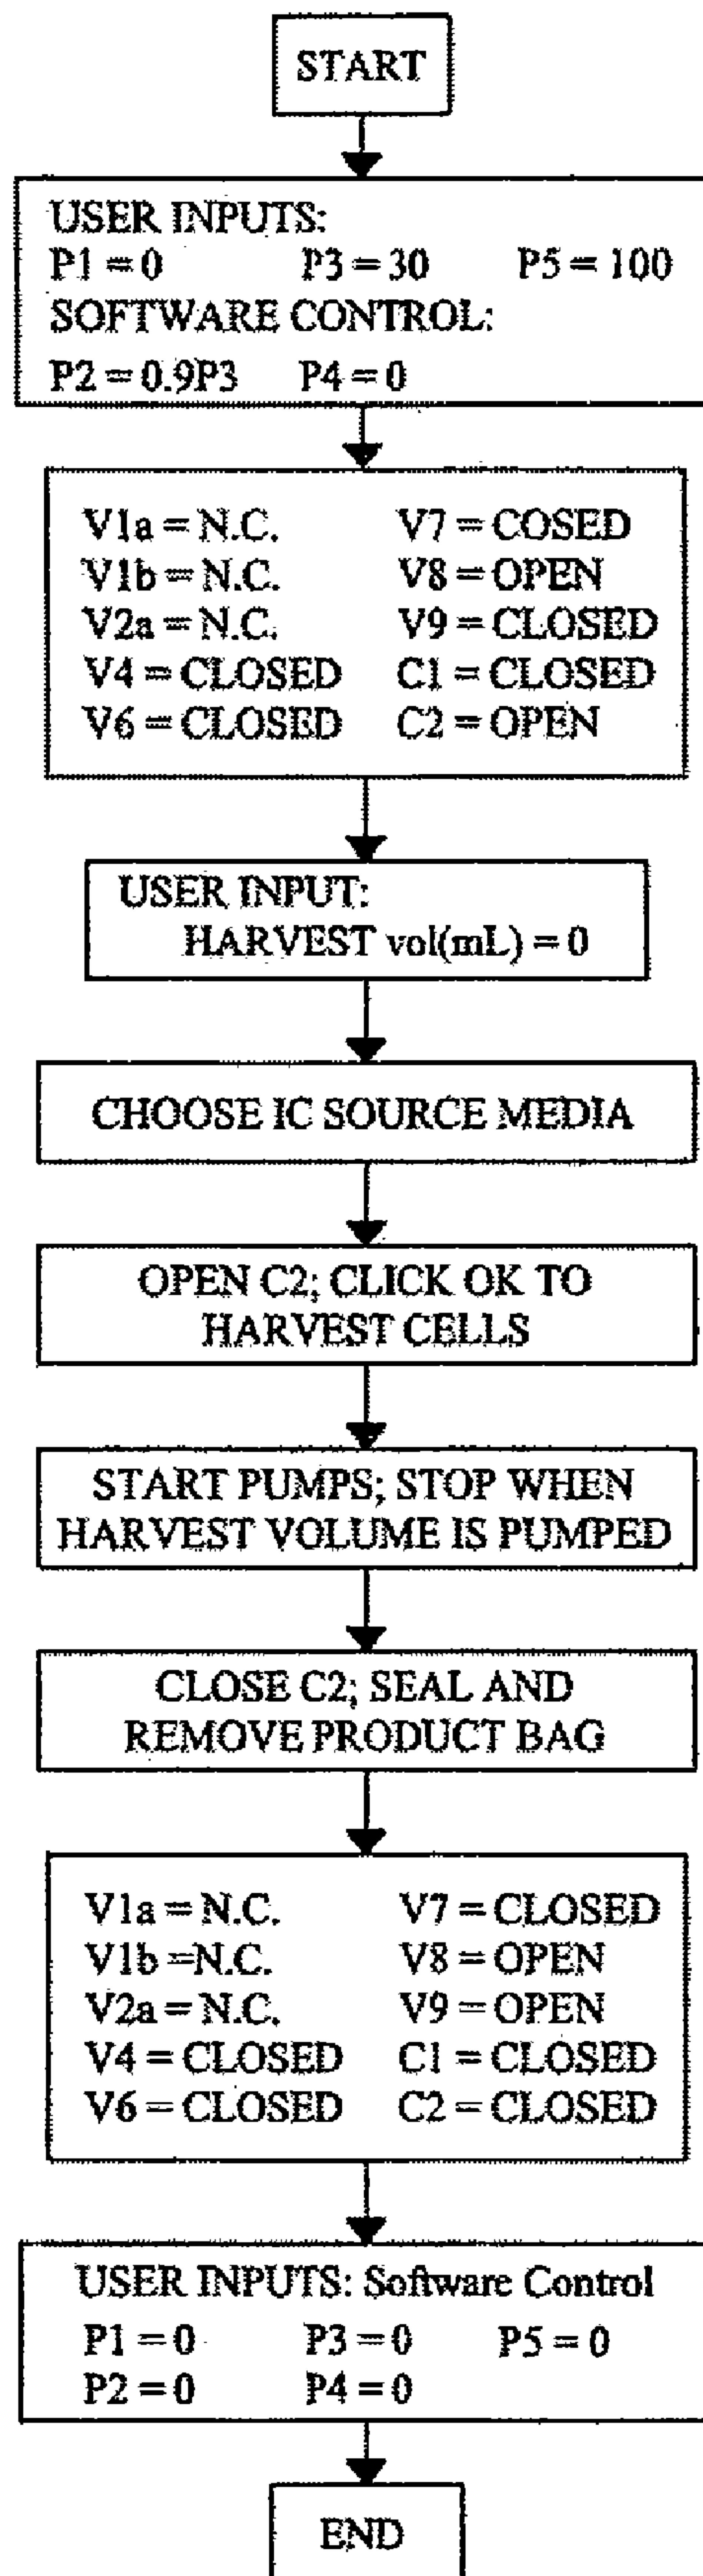 START
USER INPUTS:
P1 = 0 P3 = 30 P5 = 100
SOFTWARE CONTROL:
P2 = 0.9P3 P4 = 0
V1a = N.C. V7 = COSED
V1b = N.C. V8 = OPEN
V2a = N.C. V9 = CLOSED
V4 = CLOSED C1 = CLOSED
V6 = CLOSED C2 = OPEN
USER INPUT:
HARVEST vol(mL) = 0
CHOOSE IC SOURCE MEDIA
OPEN C2; CLICK OK TO
HARVEST CELLS
START PUMPS; STOP WHEN
HARVEST VOLUME IS PUMPED
CLOSE C2; SEAL AND
REMOVE PRODUCT BAG
V1a = N.C. V7 = CLOSED
V1b =N.C. V8 = OPEN
V2a = N.C. V9 = OPEN
V4 = CLOSED C1 = CLOSED
V6 = CLOSED C2 = CLOSED
USER INPUTS: Software Control
P1 = 0 P3 = 0 P5 = 0
P2 = 0 P4 = 0
END